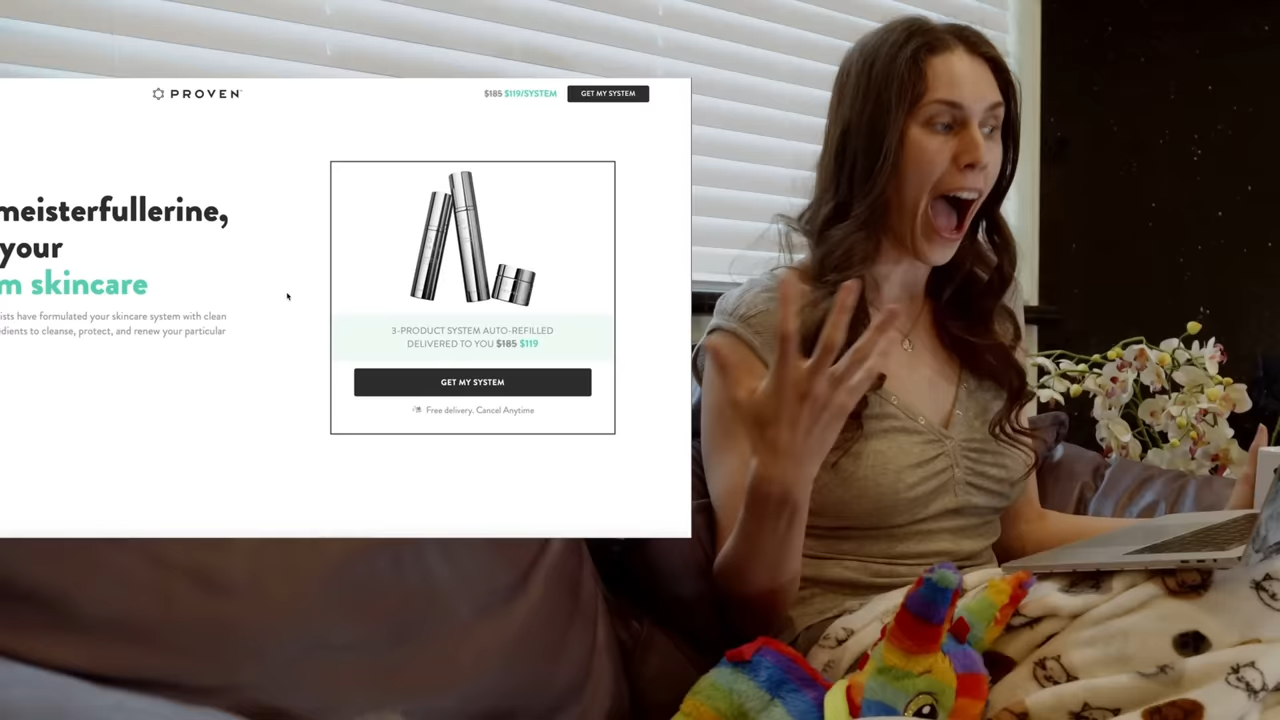 PROVEN
$185 $119/SYSTEM
GET MY SYSTEM
meisterfullerine,
your
m skincare
ists have formulated your skincare system with clean
edients to cleanse, protect, and renew your particular
3-PRODUCT SYSTEM AUTO-REFILLED
DELIVERED TO YOU $185 $119
GET MY SYSTEM
Free delivery. Cancel Anytime